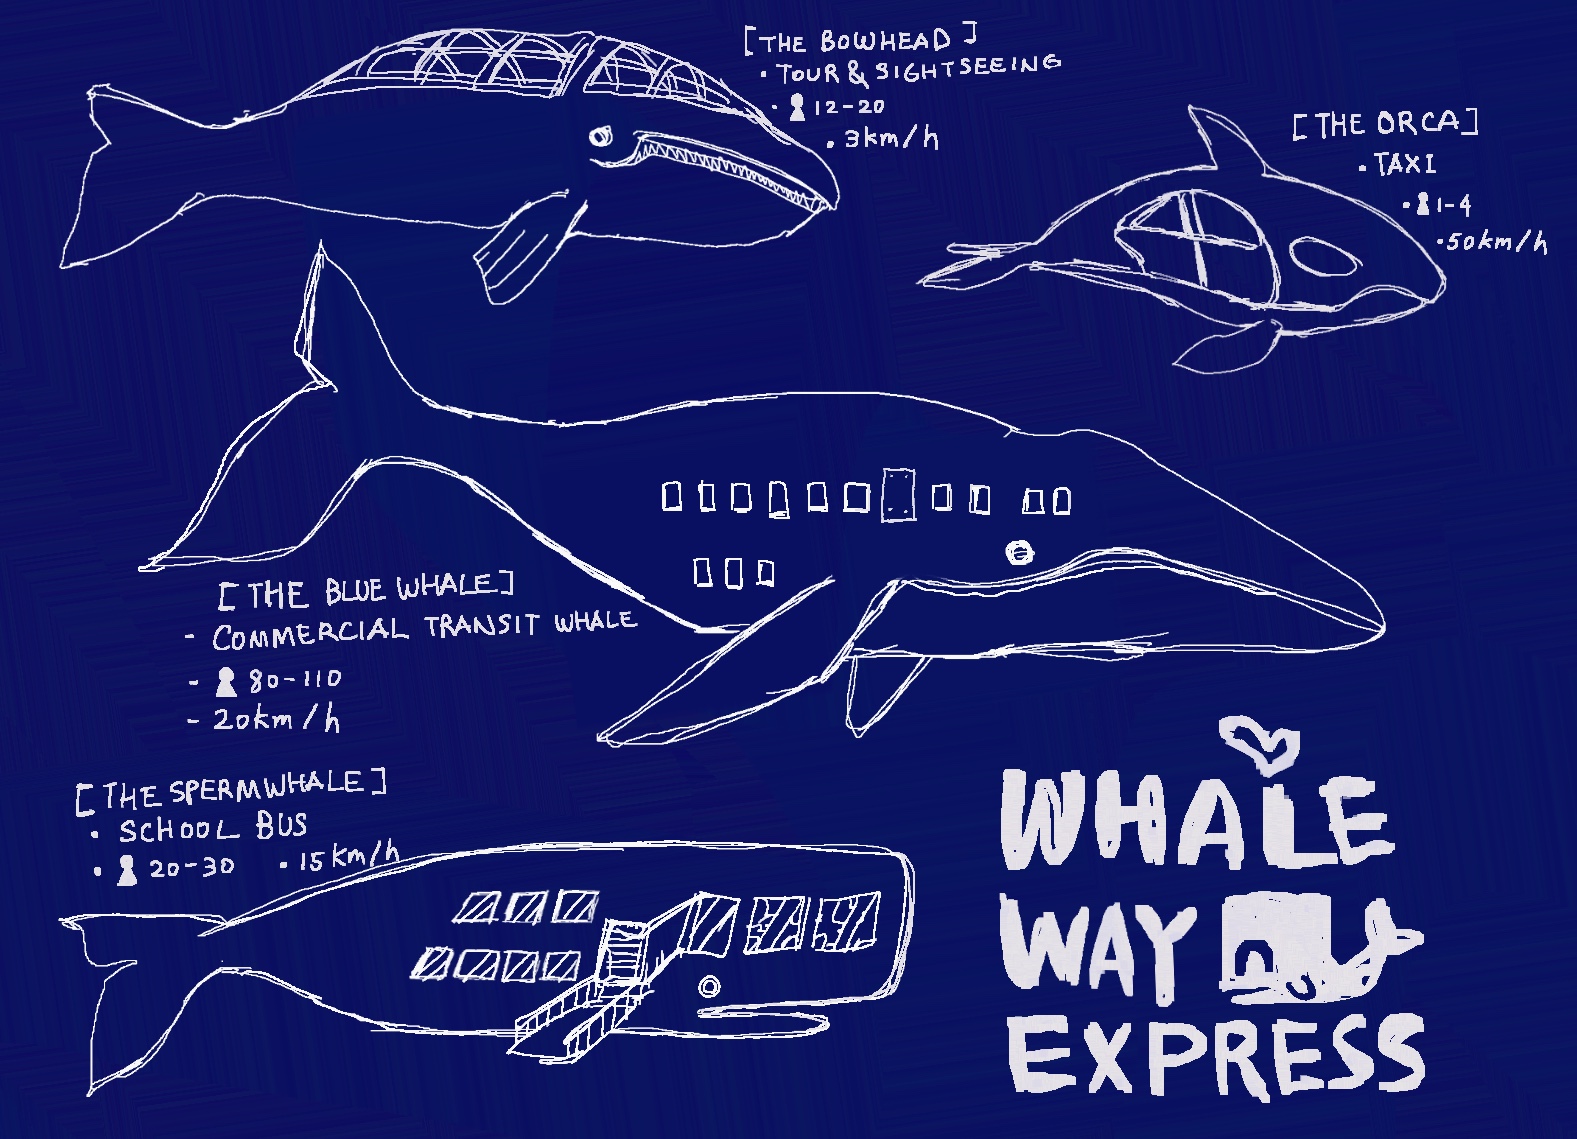 [THE BOWHEAD]
• TOUR & SIGHTSEEING
• 12-20
• 3km/h
[THE ORCA]
• TAXI
• 1-4
• 50km/h
[THE BLUE WHALE]
- COMMERCIAL TRANSIT WHALE
- 80-110
- 20km/h
[THE SPERMWHALE]
• SCHOOL BUS
• 20-30 • 15km/h
WHALE
WAY
EXPRESS